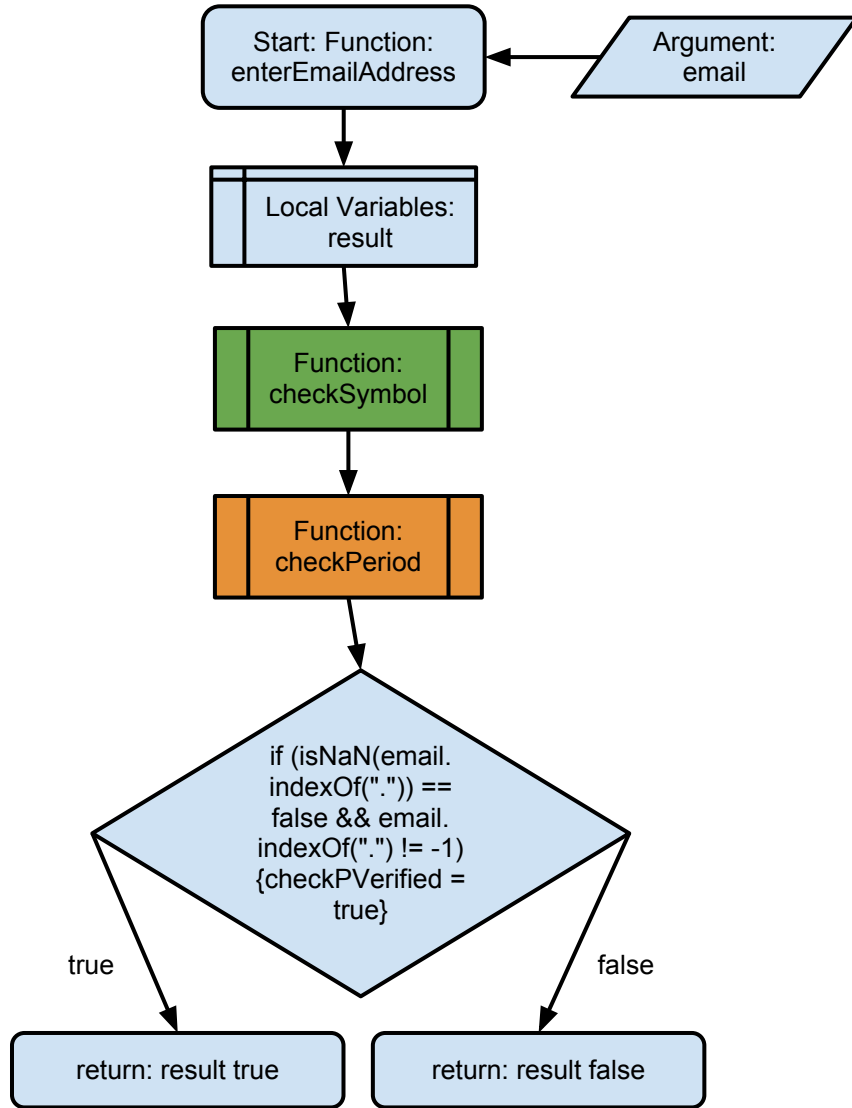 Start: Function:
enterEmailAddress
Argument:
email
Local Variables:
result
Function:
checkSymbol
Function:
checkPeriod
if (isNaN(email.
indexOf(".")) ==
false && email.
indexOf(".") != -1)
{checkPVerified =
true}
true
false
return: result true
return: result false